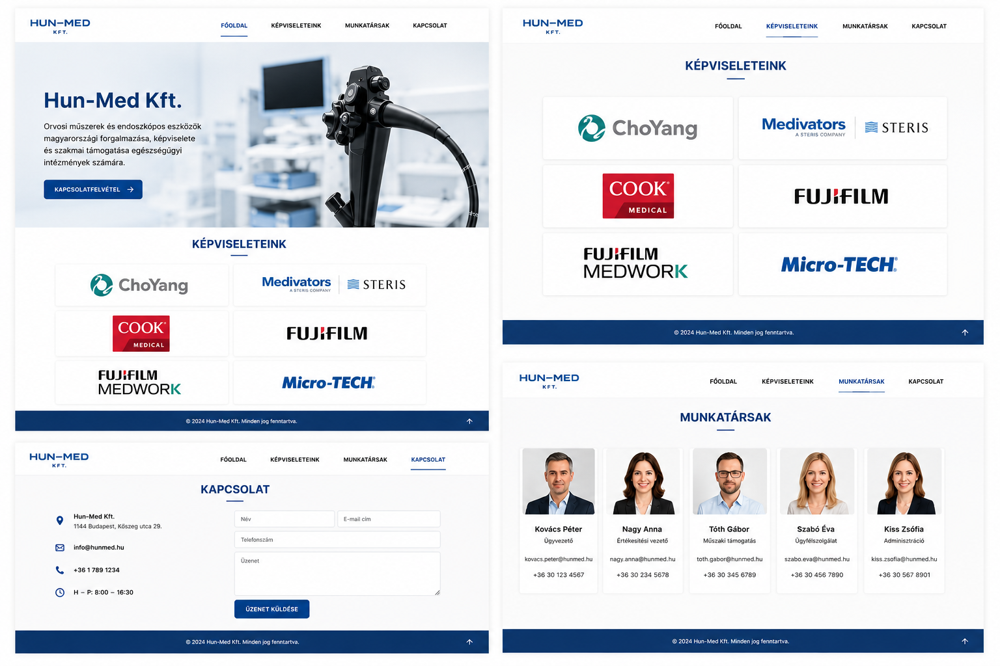 HUN–MED
KFT.
FŐOLDAL
KÉPVISELETEINK
MUNKATÁRSAK
KAPCSOLAT
Hun-Med Kft.
Orvosi műszerek és endoszkópos eszközök
magyarországi forgalmazása, képviselete
és szakmai támogatása egészségügyi
intézmények számára.
KAPCSOLATFELVÉTEL →
KÉPVISELETEINK
ChoYang
Medivators
A STERIS COMPANY
STERIS
COOK®
MEDICAL
FUJIFILM
FUJIFILM
MEDWORK
Micro-TECH®
© 2024 Hun-Med Kft. Minden jog fenntartva.
HUN–MED
KFT.
FŐOLDAL
KÉPVISELETEINK
MUNKATÁRSAK
KAPCSOLAT
KAPCSOLAT
Hun-Med Kft.
1144 Budapest, Kőszeg utca 29.
info@hunmed.hu
+36 1 789 1234
H – P: 8:00 – 16:30
Név
E-mail cím
Telefonszám
Üzenet
ÜZENET KÜLDÉSE
© 2024 Hun-Med Kft. Minden jog fenntartva.
HUN–MED
KFT.
FŐOLDAL
KÉPVISELETEINK
MUNKATÁRSAK
KAPCSOLAT
KÉPVISELETEINK
ChoYang
Medivators
A STERIS COMPANY
STERIS
COOK®
MEDICAL
FUJIFILM
FUJIFILM
MEDWORK
Micro-TECH®
© 2024 Hun-Med Kft. Minden jog fenntartva.
HUN–MED
KFT.
FŐOLDAL
KÉPVISELETEINK
MUNKATÁRSAK
KAPCSOLAT
MUNKATÁRSAK
Kovács Péter
Ügyvezető
kovacs.peter@hunmed.hu
+36 30 123 4567
Nagy Anna
Értékesítési vezető
nagy.anna@hunmed.hu
+36 30 234 5678
Tóth Gábor
Műszaki támogatás
toth.gabor@hunmed.hu
+36 30 345 6789
Szabó Éva
Ügyfélszolgálat
szabo.eva@hunmed.hu
+36 30 456 7890
Kiss Zsófia
Adminisztráció
kiss.zsofia@hunmed.hu
+36 30 567 8901
© 2024 Hun-Med Kft. Minden jog fenntartva.